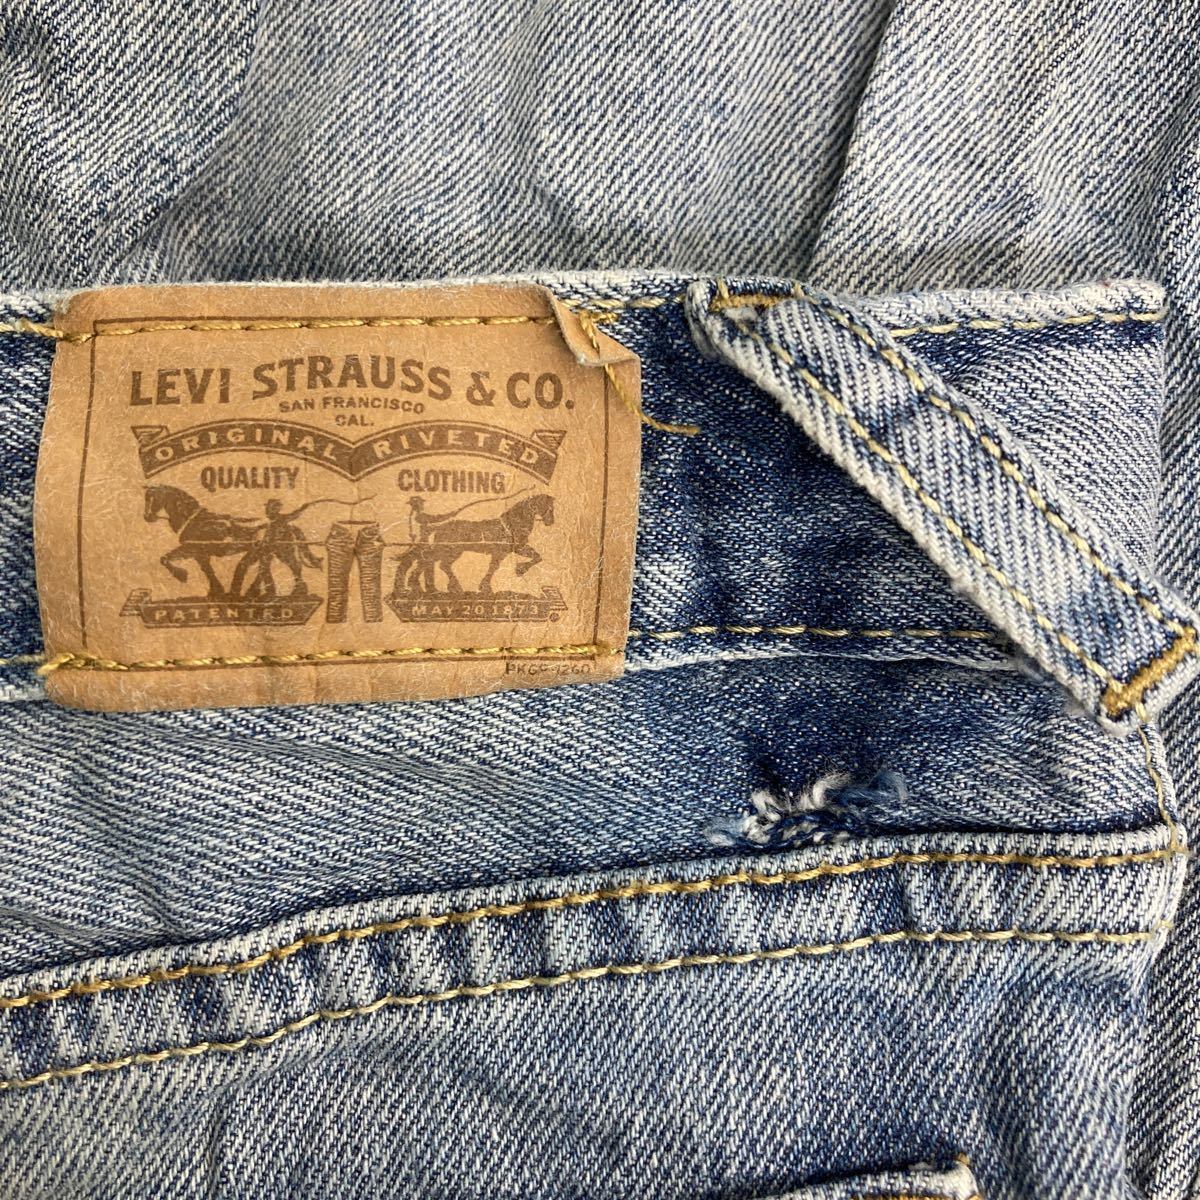 LEVI STRAUSS & CO.
SAN FRANCISCO
CAL.
ORIGINAL RIVETED
QUALITY CLOTHING
PATENTED MAY 20 1873